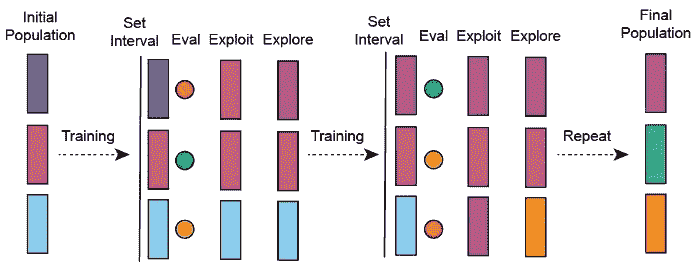 Initial
Population
Training
Set
Interval
Eval
Exploit
Explore
Training
Set
Interval
Eval
Exploit
Explore
Repeat
Final
Population